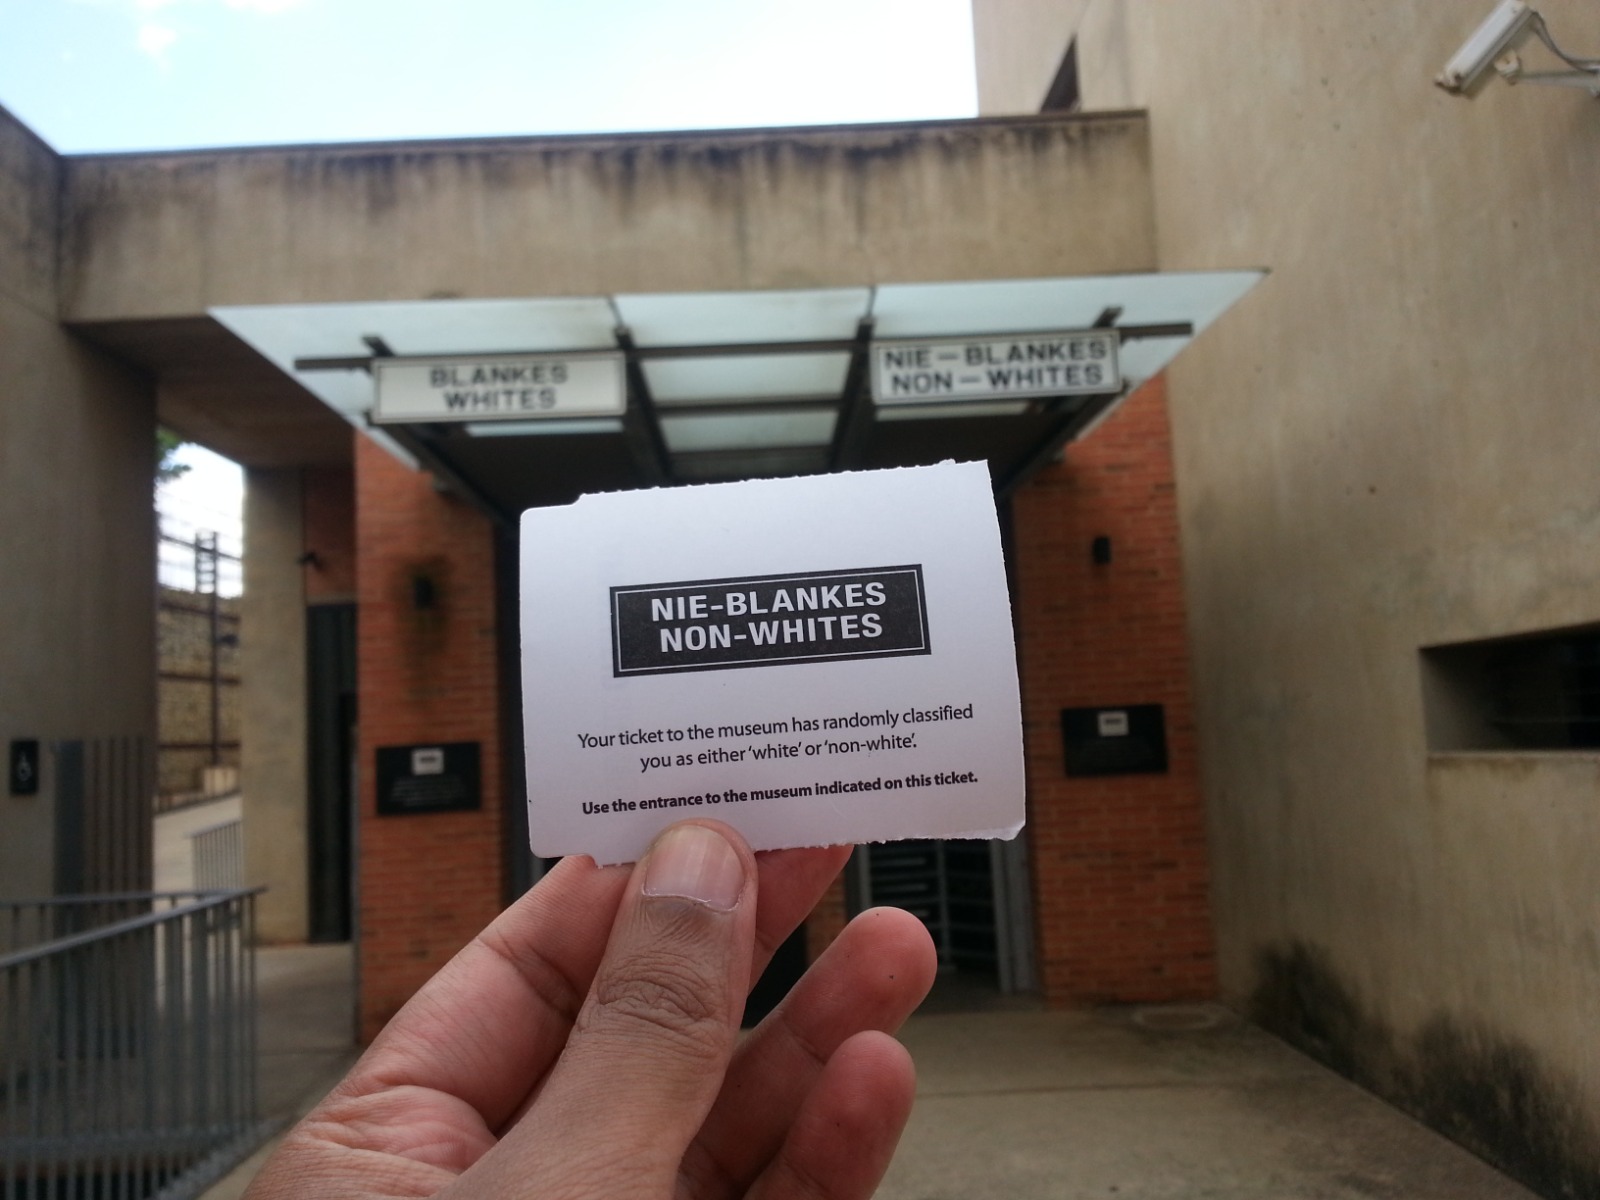 BLANKES
WHITES
NIE–BLANKES
NON–WHITES
NIE-BLANKES
NON-WHITES
Your ticket to the museum has randomly classified
you as either 'white' or 'non-white'.
Use the entrance to the museum indicated on this ticket.